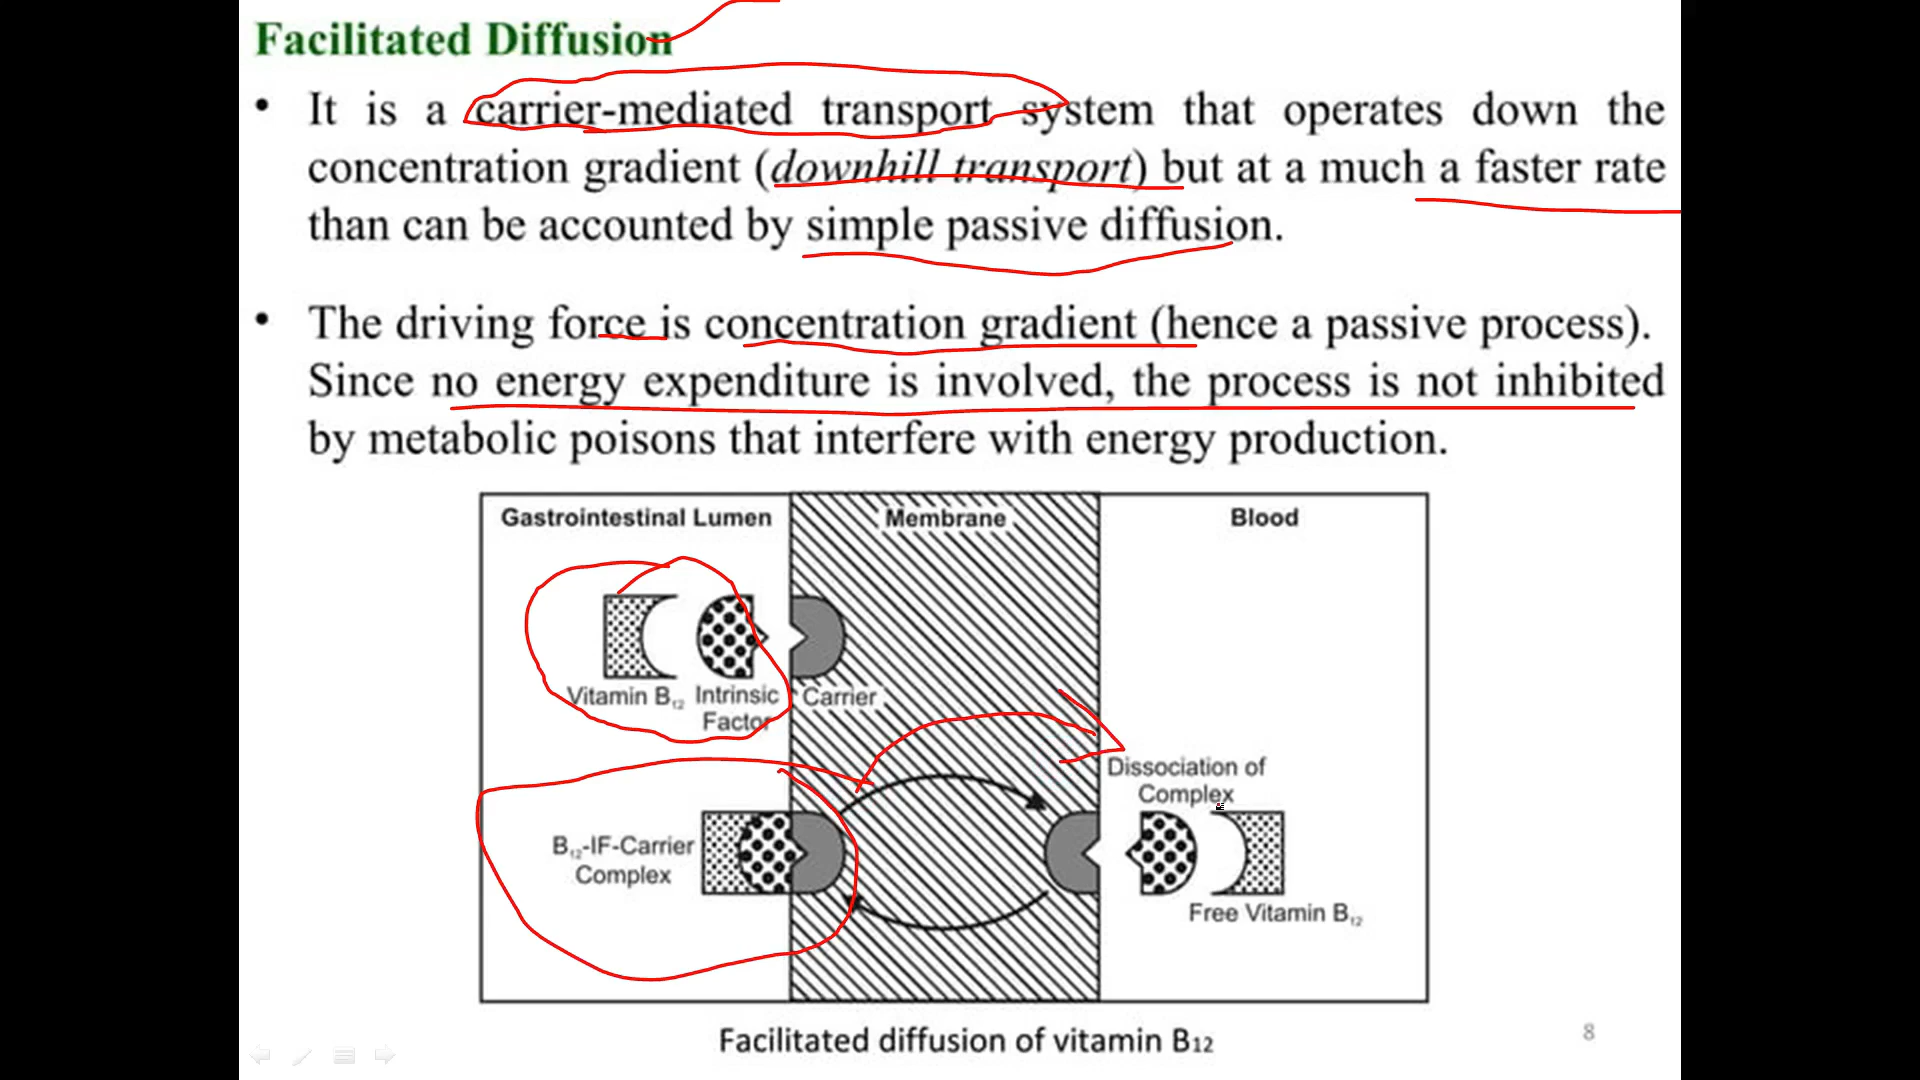 Facilitated Diffusion
• It is a carrier-mediated transport system that operates down the
concentration gradient (downhill transport) but at a much a faster rate
than can be accounted by simple passive diffusion.
• The driving force is concentration gradient (hence a passive process).
Since no energy expenditure is involved, the process is not inhibited
by metabolic poisons that interfere with energy production.
Gastrointestinal Lumen
Membrane
Blood
Vitamin B₁₂
Intrinsic
Factor
Carrier
Dissociation of
Complex
B₁₂-IF-Carrier
Complex
Free Vitamin B₁₂
Facilitated diffusion of vitamin B12
8